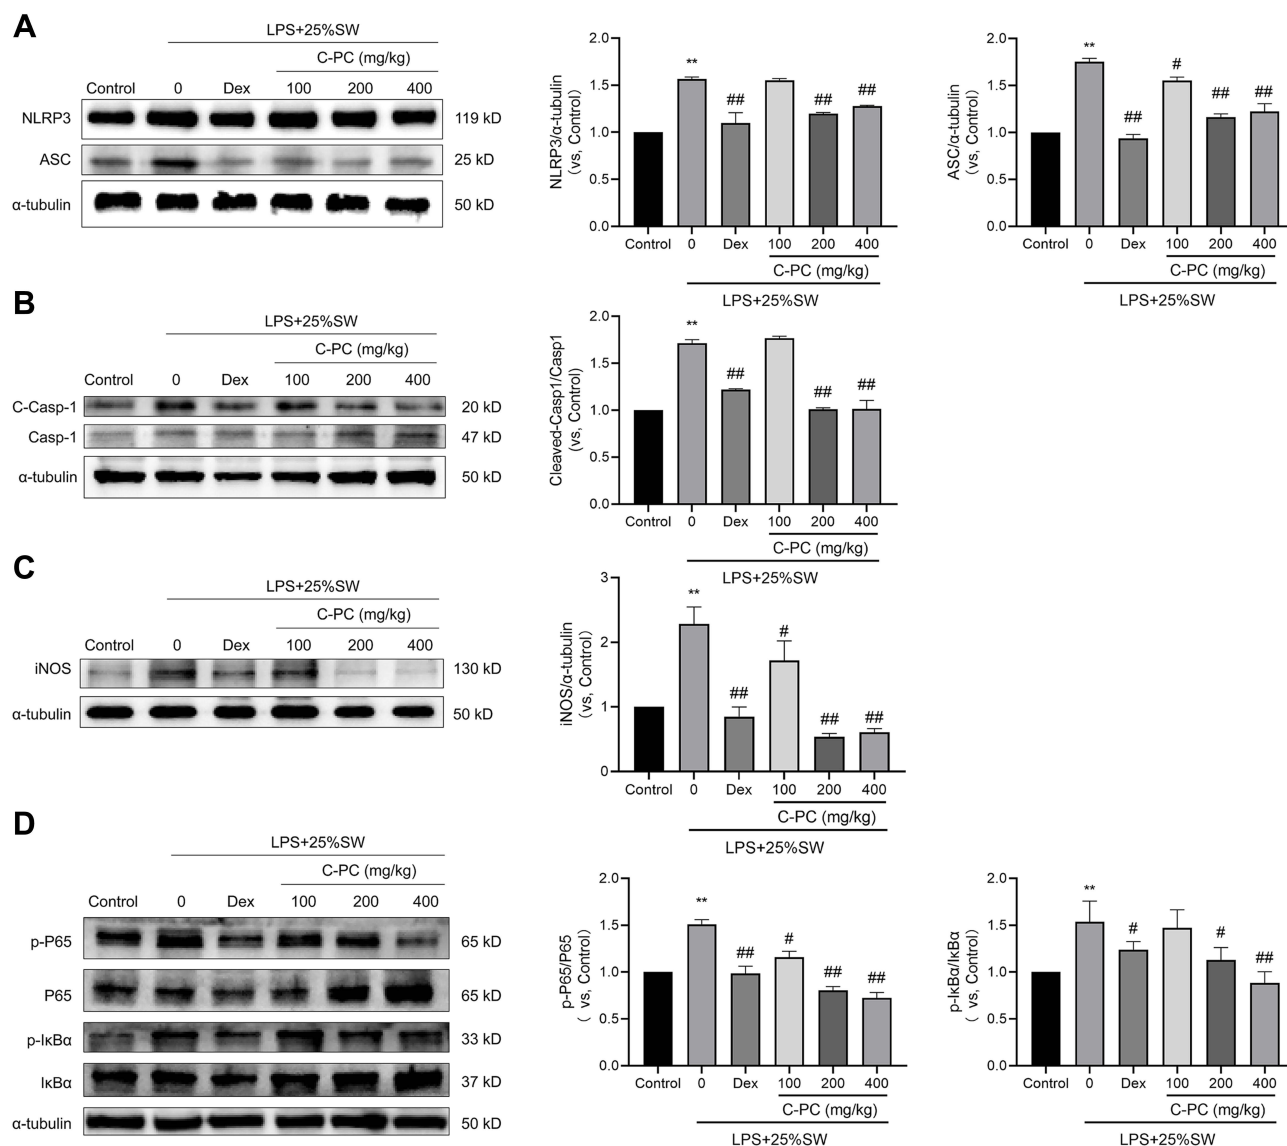 A
LPS+25%SW
C-PC (mg/kg)
Control 0 Dex 100 200 400
NLRP3 119 kD
ASC 25 kD
α-tubulin 50 kD
2.0
1.5
1.0
0.5
0.0
NLRP3/α-tubulin
(vs, Control)
** ## ## ##
Control 0 Dex 100 200 400
C-PC (mg/kg)
LPS+25%SW
2.0
1.5
1.0
0.5
0.0
ASC/α-tubulin
(vs, Control)
** ## # ## ##
Control 0 Dex 100 200 400
C-PC (mg/kg)
LPS+25%SW
B
LPS+25%SW
C-PC (mg/kg)
Control 0 Dex 100 200 400
C-Casp-1 20 kD
Casp-1 47 kD
α-tubulin 50 kD
2.0
1.5
1.0
0.5
0.0
Cleaved-Casp1/Casp1
(vs, Control)
** ## ## ##
Control 0 Dex 100 200 400
C-PC (mg/kg)
LPS+25%SW
C
LPS+25%SW
C-PC (mg/kg)
Control 0 Dex 100 200 400
iNOS 130 kD
α-tubulin 50 kD
3
2
1
0
iNOS/α-tubulin
(vs, Control)
** ## # ## ##
Control 0 Dex 100 200 400
C-PC (mg/kg)
LPS+25%SW
D
LPS+25%SW
C-PC (mg/kg)
Control 0 Dex 100 200 400
p-P65 65 kD
P65 65 kD
p-IκBα 33 kD
IκBα 37 kD
α-tubulin 50 kD
2.0
1.5
1.0
0.5
0.0
p-P65/P65
( vs, Control)
** ## # ## ##
Control 0 Dex 100 200 400
C-PC (mg/kg)
LPS+25%SW
2.0
1.5
1.0
0.5
0.0
p-IκBα/IκBα
( vs, Control)
** # # ##
Control 0 Dex 100 200 400
C-PC (mg/kg)
LPS+25%SW